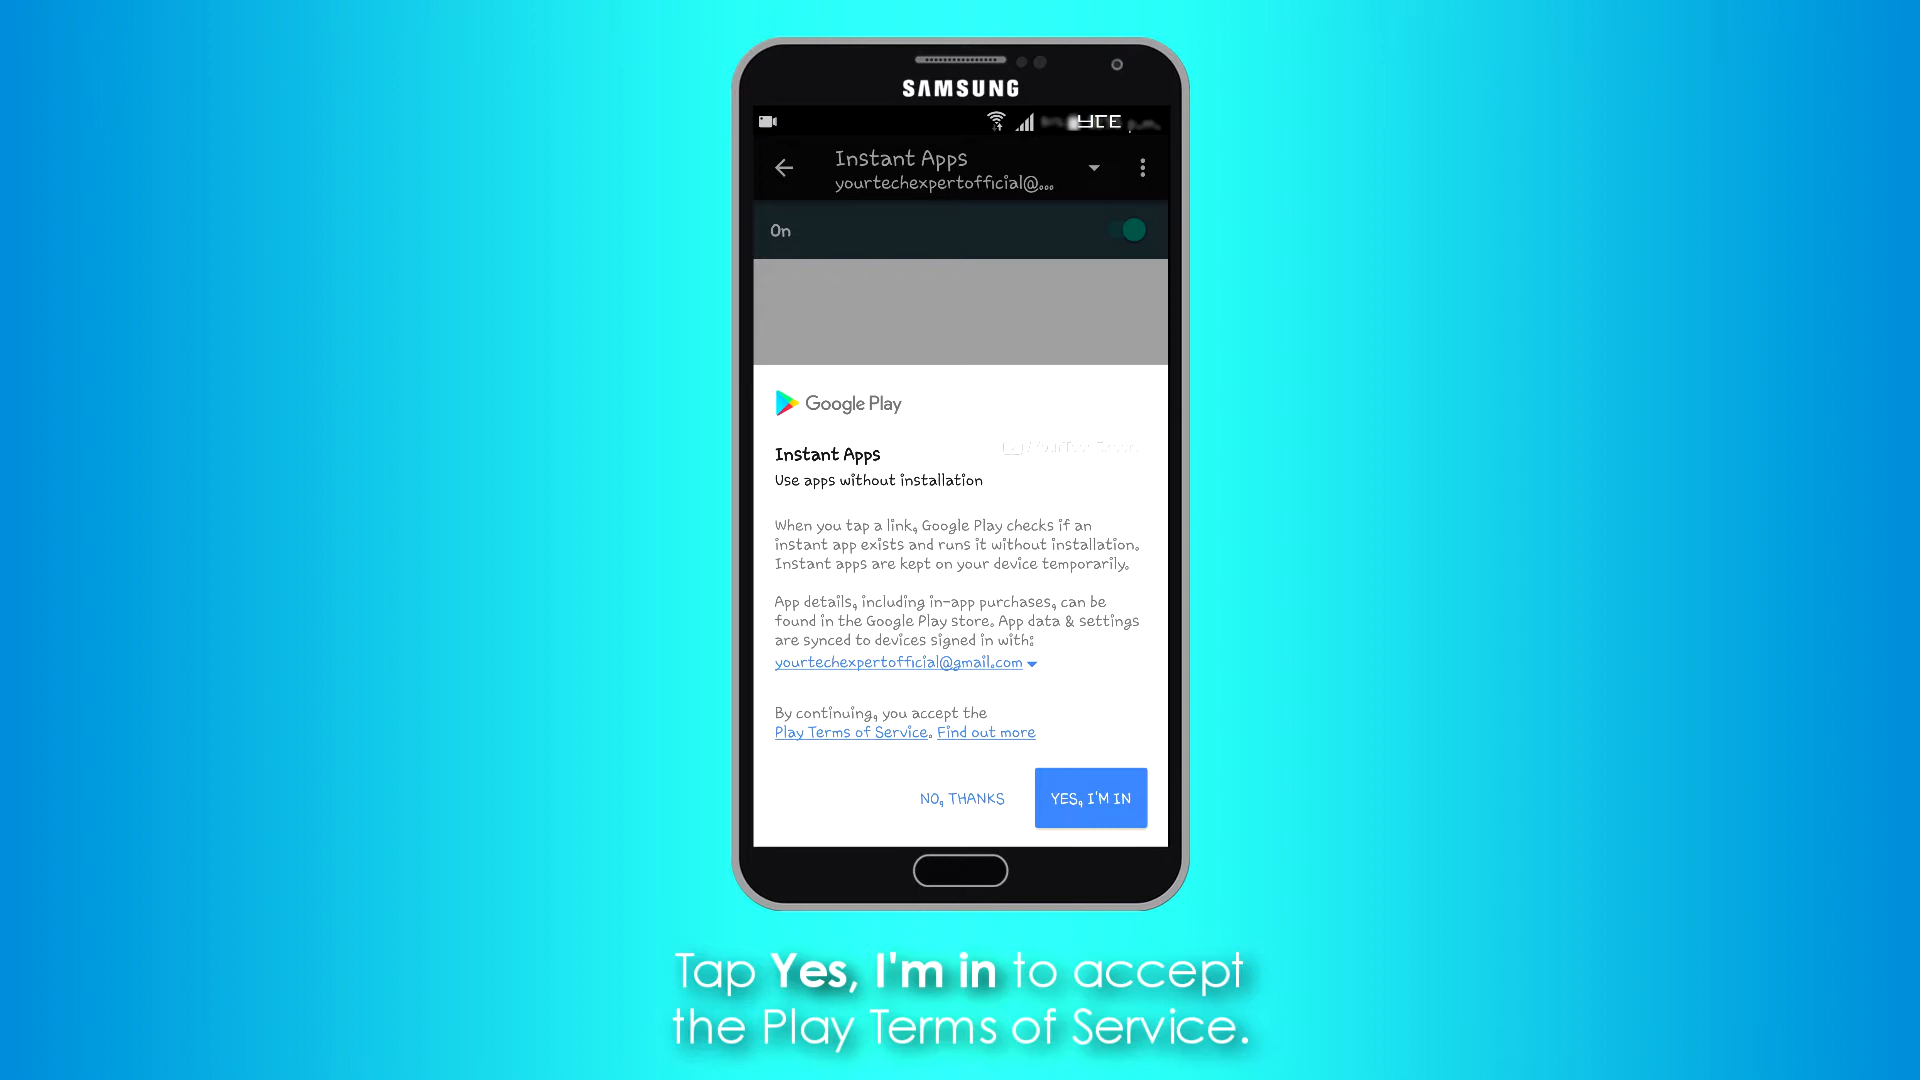 SAMSUNG
Instant Apps
yourtechexpertofficial@...
On
Google Play
Instant Apps
Use apps without installation
When you tap a link, Google Play checks if an
instant app exists and runs it without installation.
Instant apps are kept on your device temporarily.
App details, including in-app purchases, can be
found in the Google Play store. App data & settings
are synced to devices signed in with:
yourtechexpertofficial@gmail.com
By continuing, you accept the
Play Terms of Service. Find out more
NO, THANKS
YES, I'M IN
Tap Yes, I'm in to accept
the Play Terms of Service.